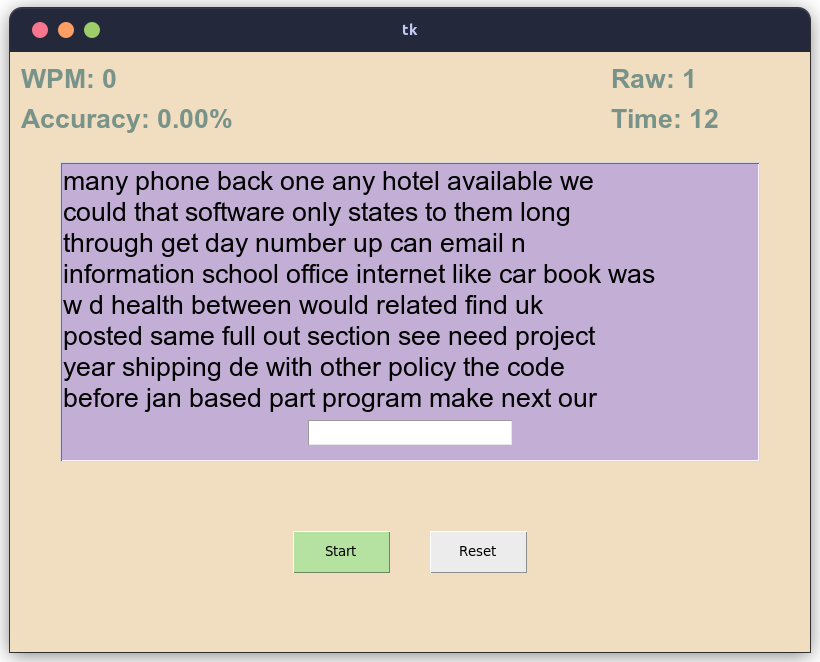 tk
WPM: 0
Raw: 1
Accuracy: 0.00%
Time: 12
many phone back one any hotel available we
could that software only states to them long
through get day number up can email n
information school office internet like car book was
w d health between would related find uk
posted same full out section see need project
year shipping de with other policy the code
before jan based part program make next our
Start
Reset